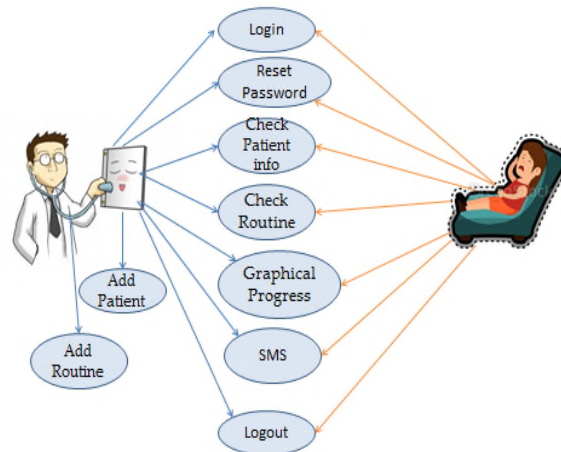 Login
Reset
Password
Check
Patient
info
Check
Routine
Graphical
Progress
Add
Patient
SMS
Add
Routine
Logout